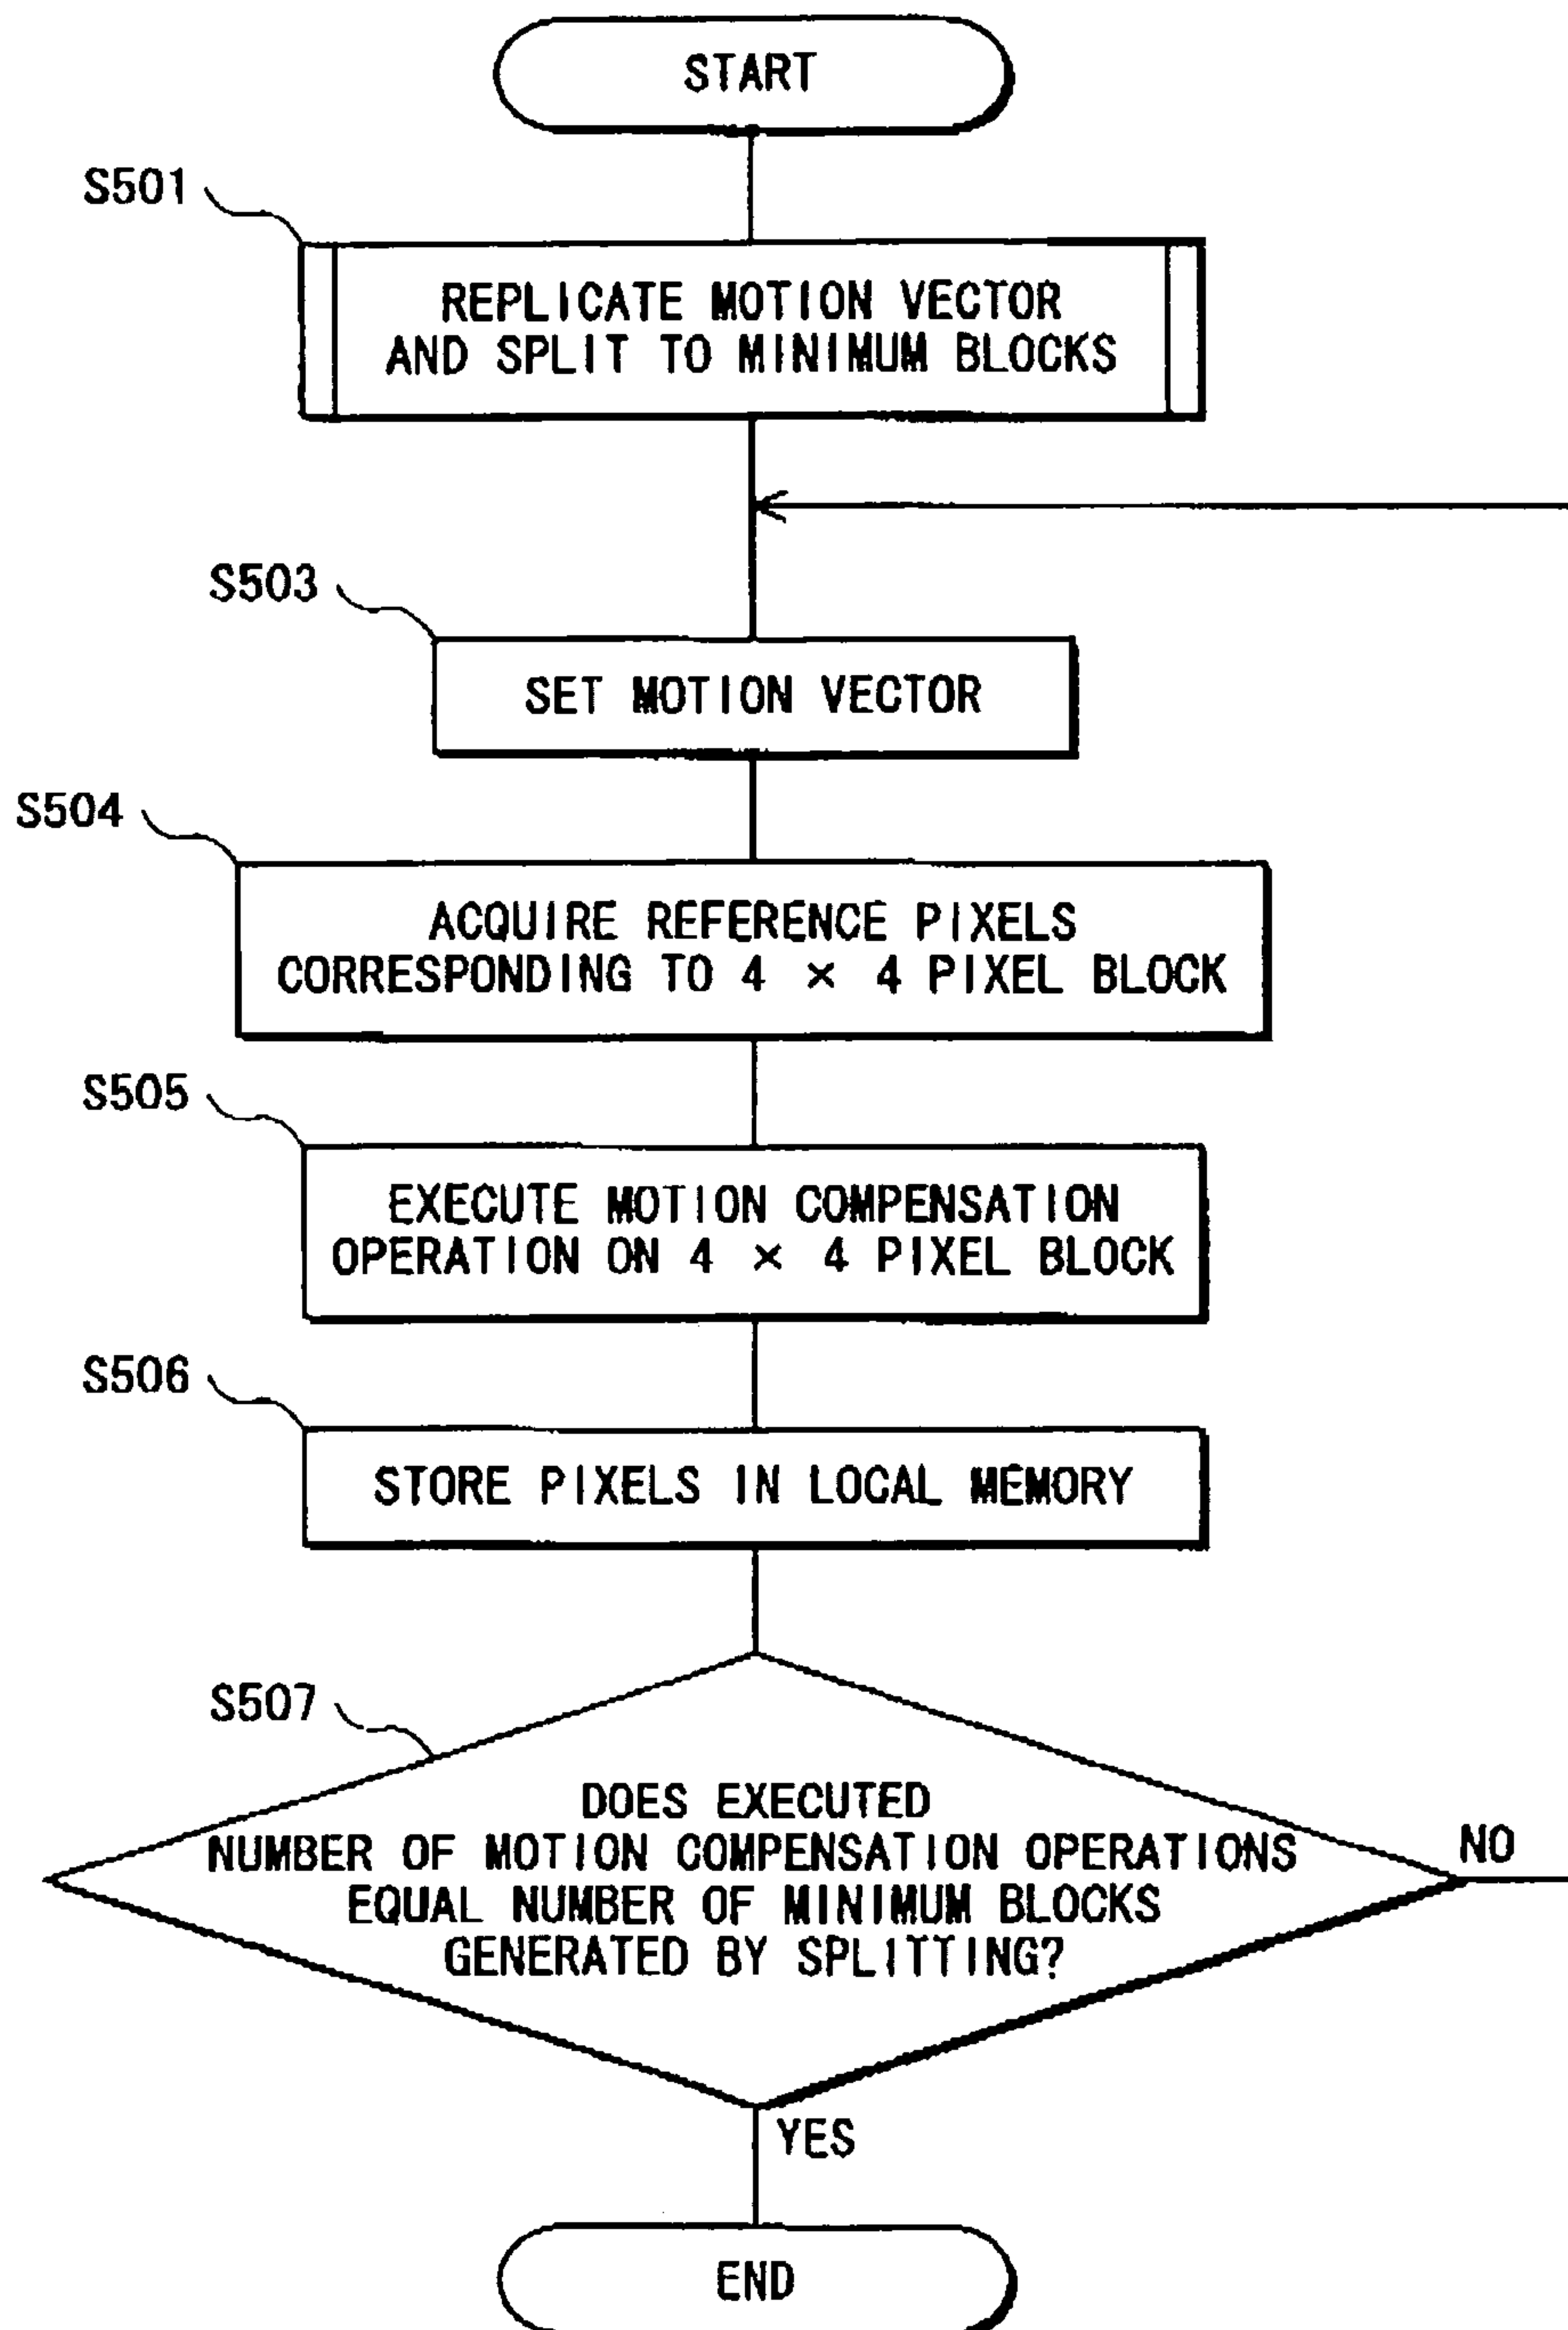 START
S501
REPLICATE MOTION VECTOR
AND SPLIT TO MINIMUM BLOCKS
S503
SET MOTION VECTOR
S504
ACQUIRE REFERENCE PIXELS
CORRESPONDING TO 4 × 4 PIXEL BLOCK
S505
EXECUTE MOTION COMPENSATION
OPERATION ON 4 × 4 PIXEL BLOCK
S506
STORE PIXELS IN LOCAL MEMORY
S507
DOES EXECUTED
NUMBER OF MOTION COMPENSATION OPERATIONS
EQUAL NUMBER OF MINIMUM BLOCKS
GENERATED BY SPLITTING?
NO
YES
END